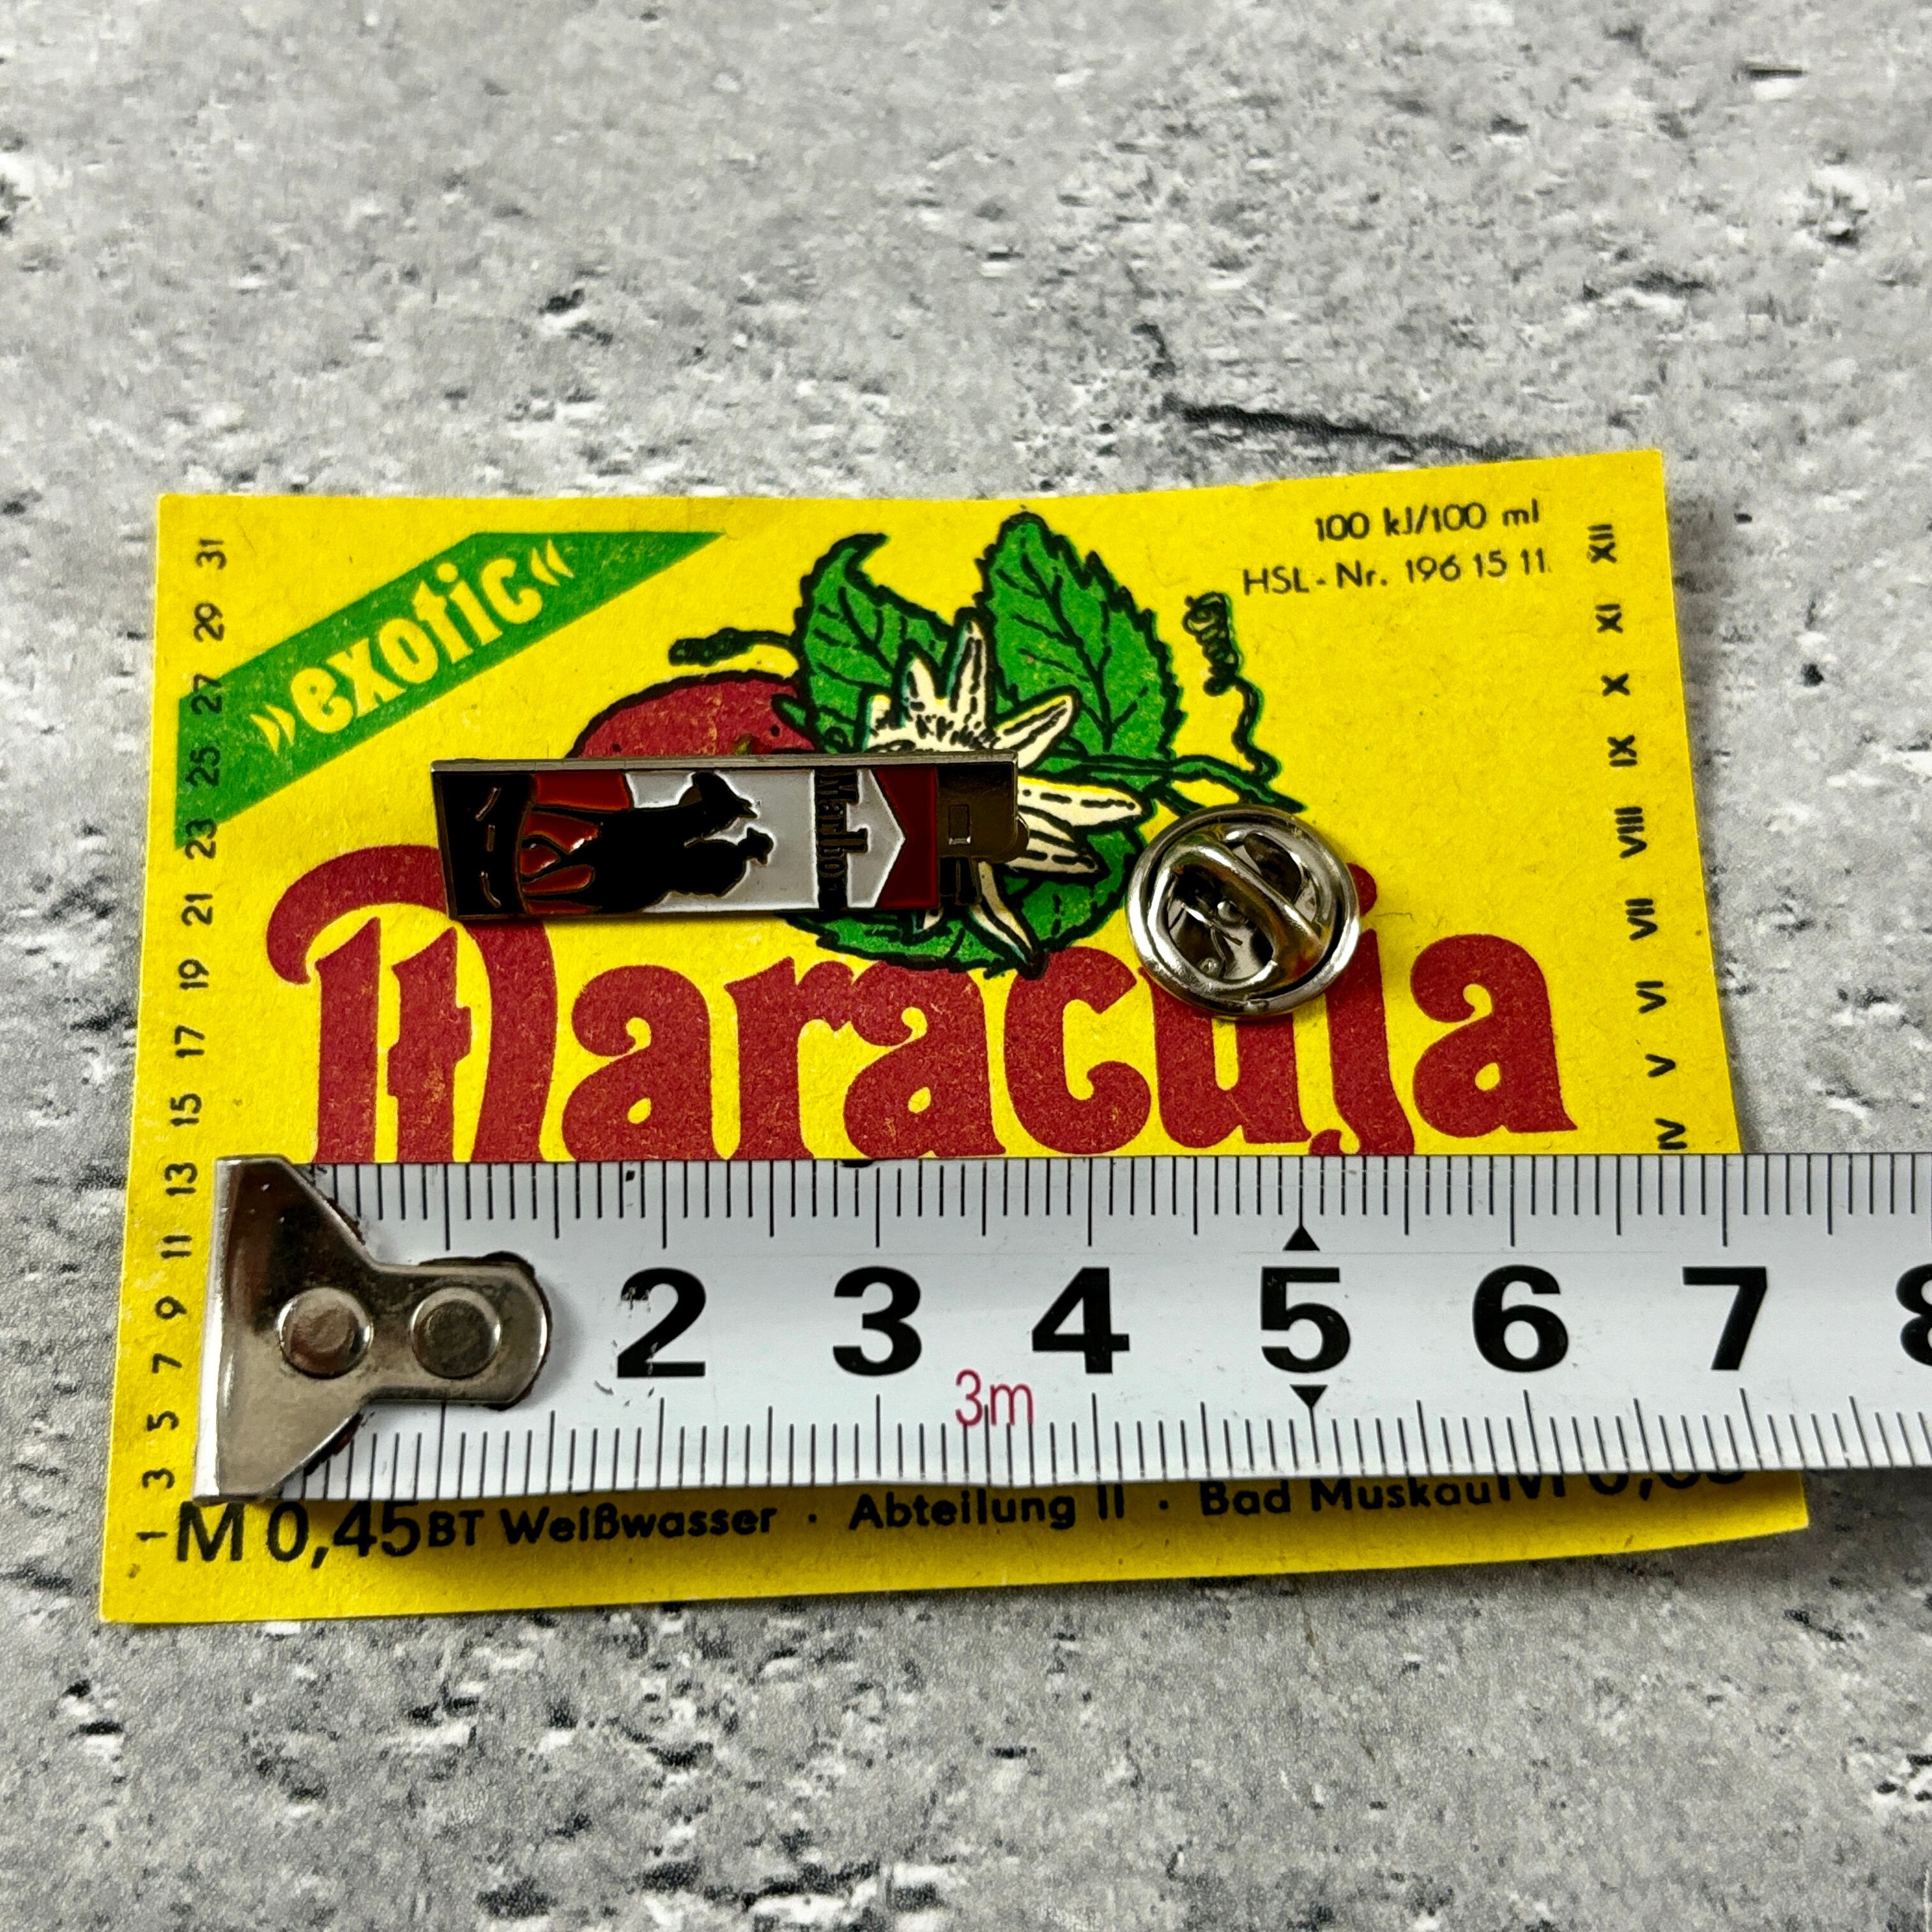 »exotic«
100 kJ/100 ml
HSL-Nr. 196 15 11
31
29
27
25
23
21
19
17
15
13
11
9
7
5
3
1
XII
XI
X
IX
VIII
VII
VI
V
IV
Marlboro
Maracuja
2 3 4 5 6 7 8
3m
M 0,45 BT Weißwasser · Abteilung II · Bad Muskau M